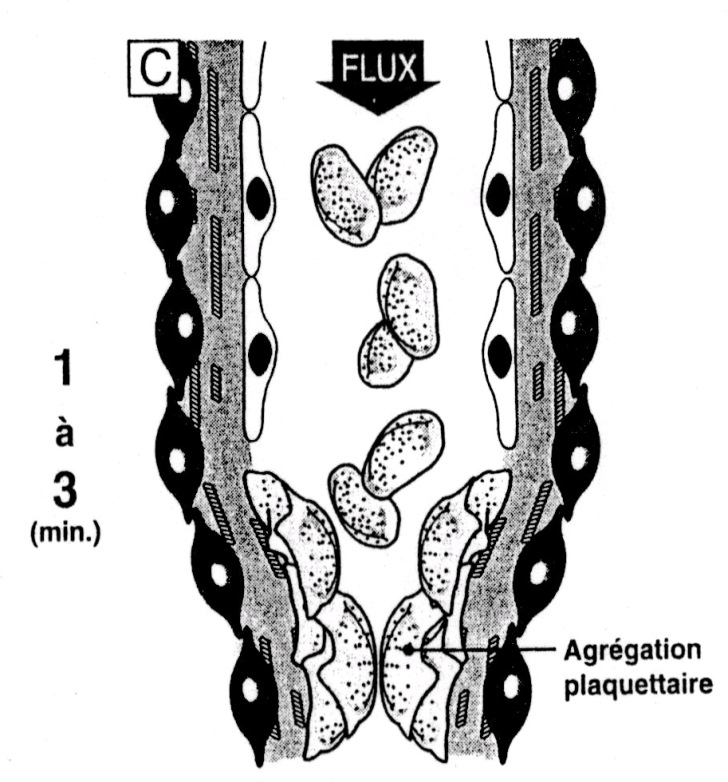 C
FLUX
1
à
3
(min.)
Agrégation
plaquettaire